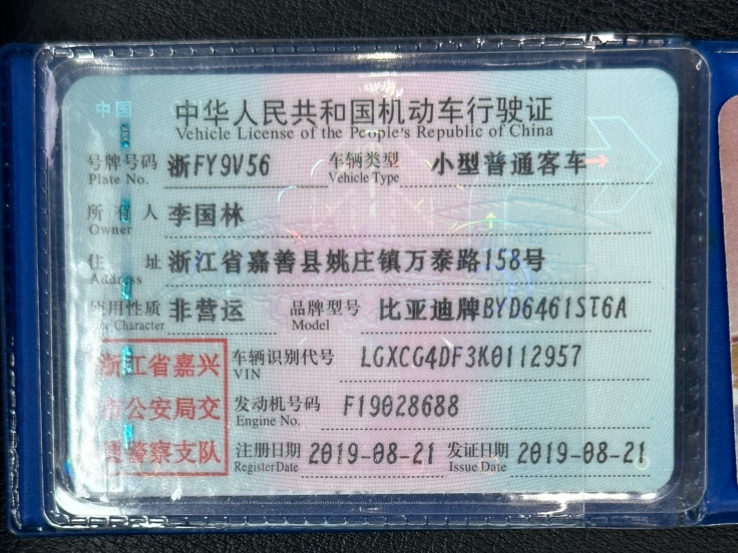 中国
中华人民共和国机动车行驶证
Vehicle License of the People's Republic of China
号牌号码 浙FY9V56 车辆类型 小型普通客车
Plate No. Vehicle Type
所有人 李国林
Owner
住址 浙江省嘉善县姚庄镇万泰路158号
Address
使用性质 非营运 品牌型号 比亚迪牌BYD6461ST6A
Character Model
浙江省嘉兴 车辆识别代号 LGXCG4DF3K0112957
VIN
市公安局交 发动机号码 F19028688
Engine No.
警察支队 注册日期 2019-08-21 发证日期 2019-08-21
Register Date Issue Date